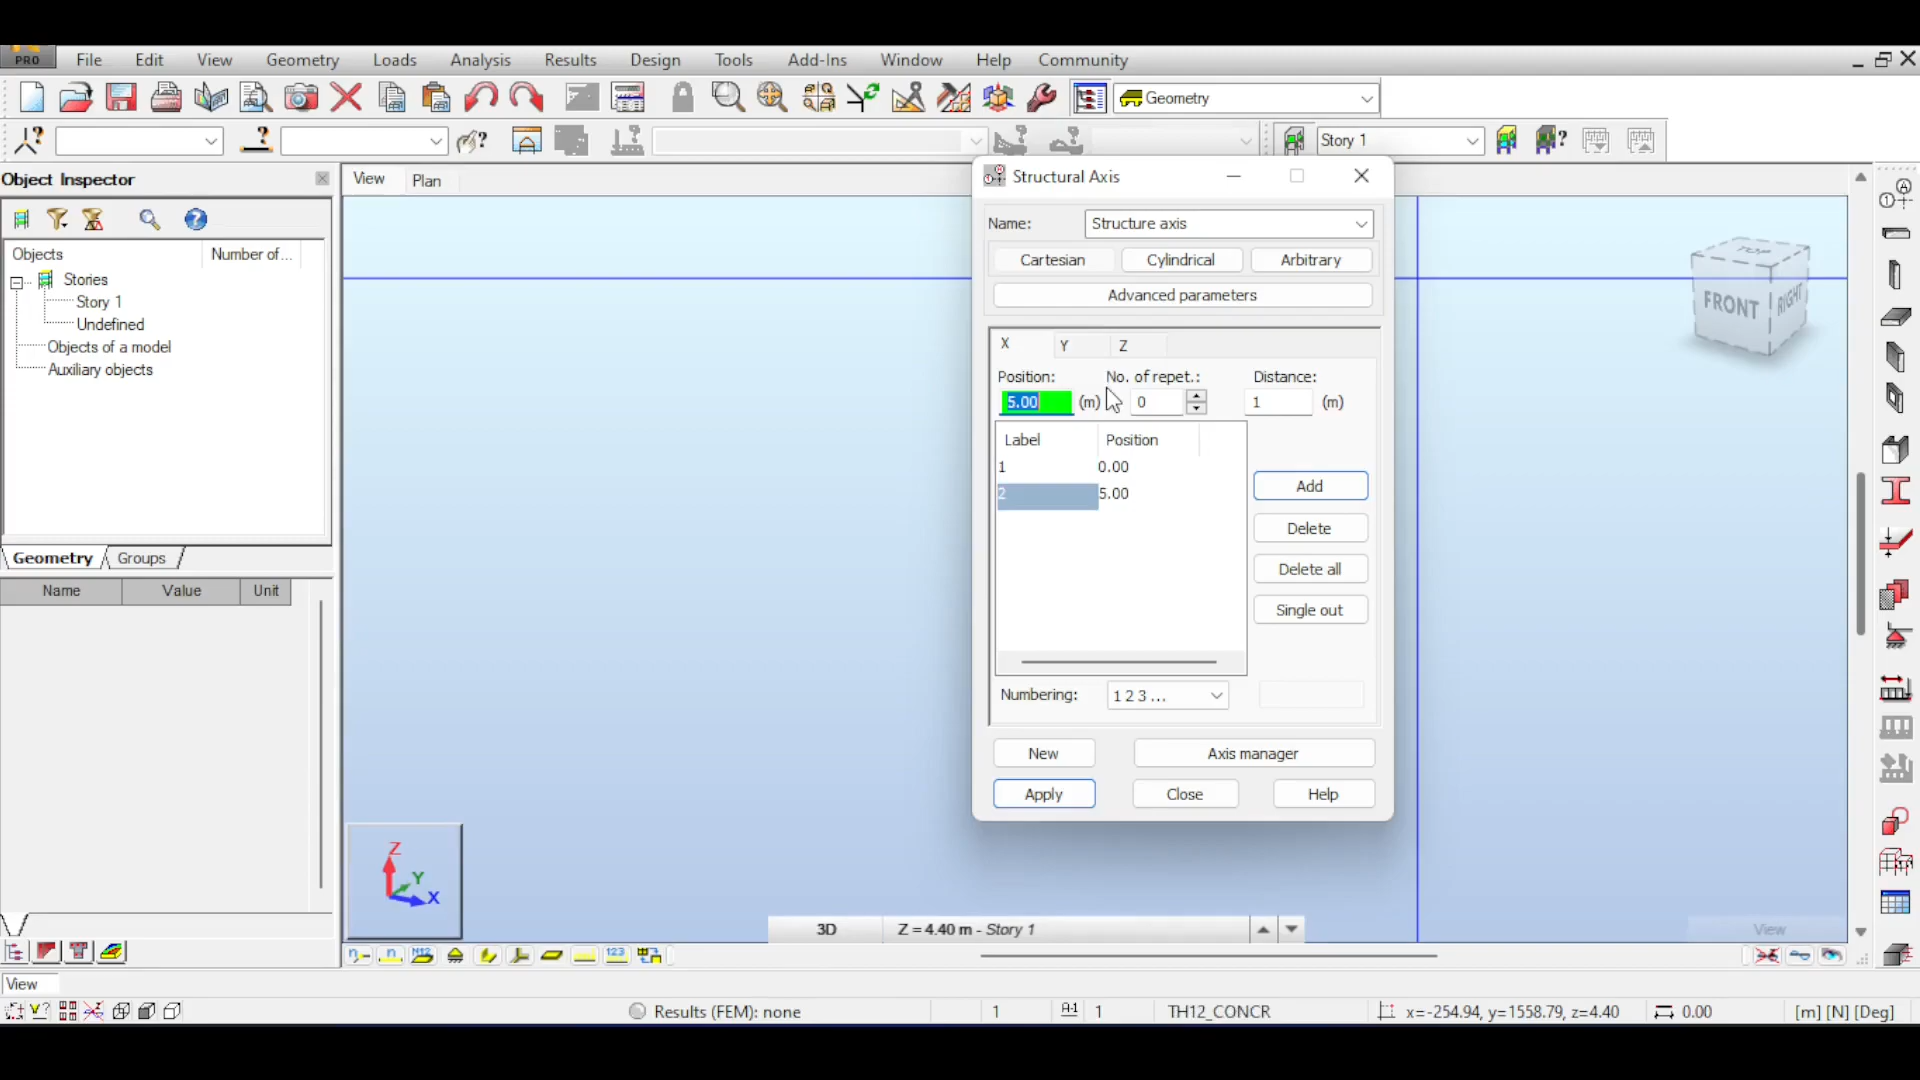 PRO File Edit View Geometry Loads Analysis Results Design Tools Add-Ins Window Help Community
Geometry
Story 1
Object Inspector
View Plan
Structural Axis
Name: Structure axis
Cartesian Cylindrical Arbitrary
Advanced parameters
Objects Number of...
Stories
Story 1
Undefined
Objects of a model
Auxiliary objects
TOP
FRONT RIGHT
X Y Z
Position: No. of repet.: Distance:
5.00 (m) 0 1 (m)
Label Position
1 0.00
2 5.00
Add
Delete
Delete all
Single out
Geometry Groups
Name Value Unit
Numbering: 1 2 3 ...
New Axis manager
Apply Close Help
Z
Y
X
3D Z = 4.40 m - Story 1
View
View
Results (FEM): none 1 1 TH12_CONCR x=-254.94, y=1558.79, z=4.40 0.00 [m] [N] [Deg]